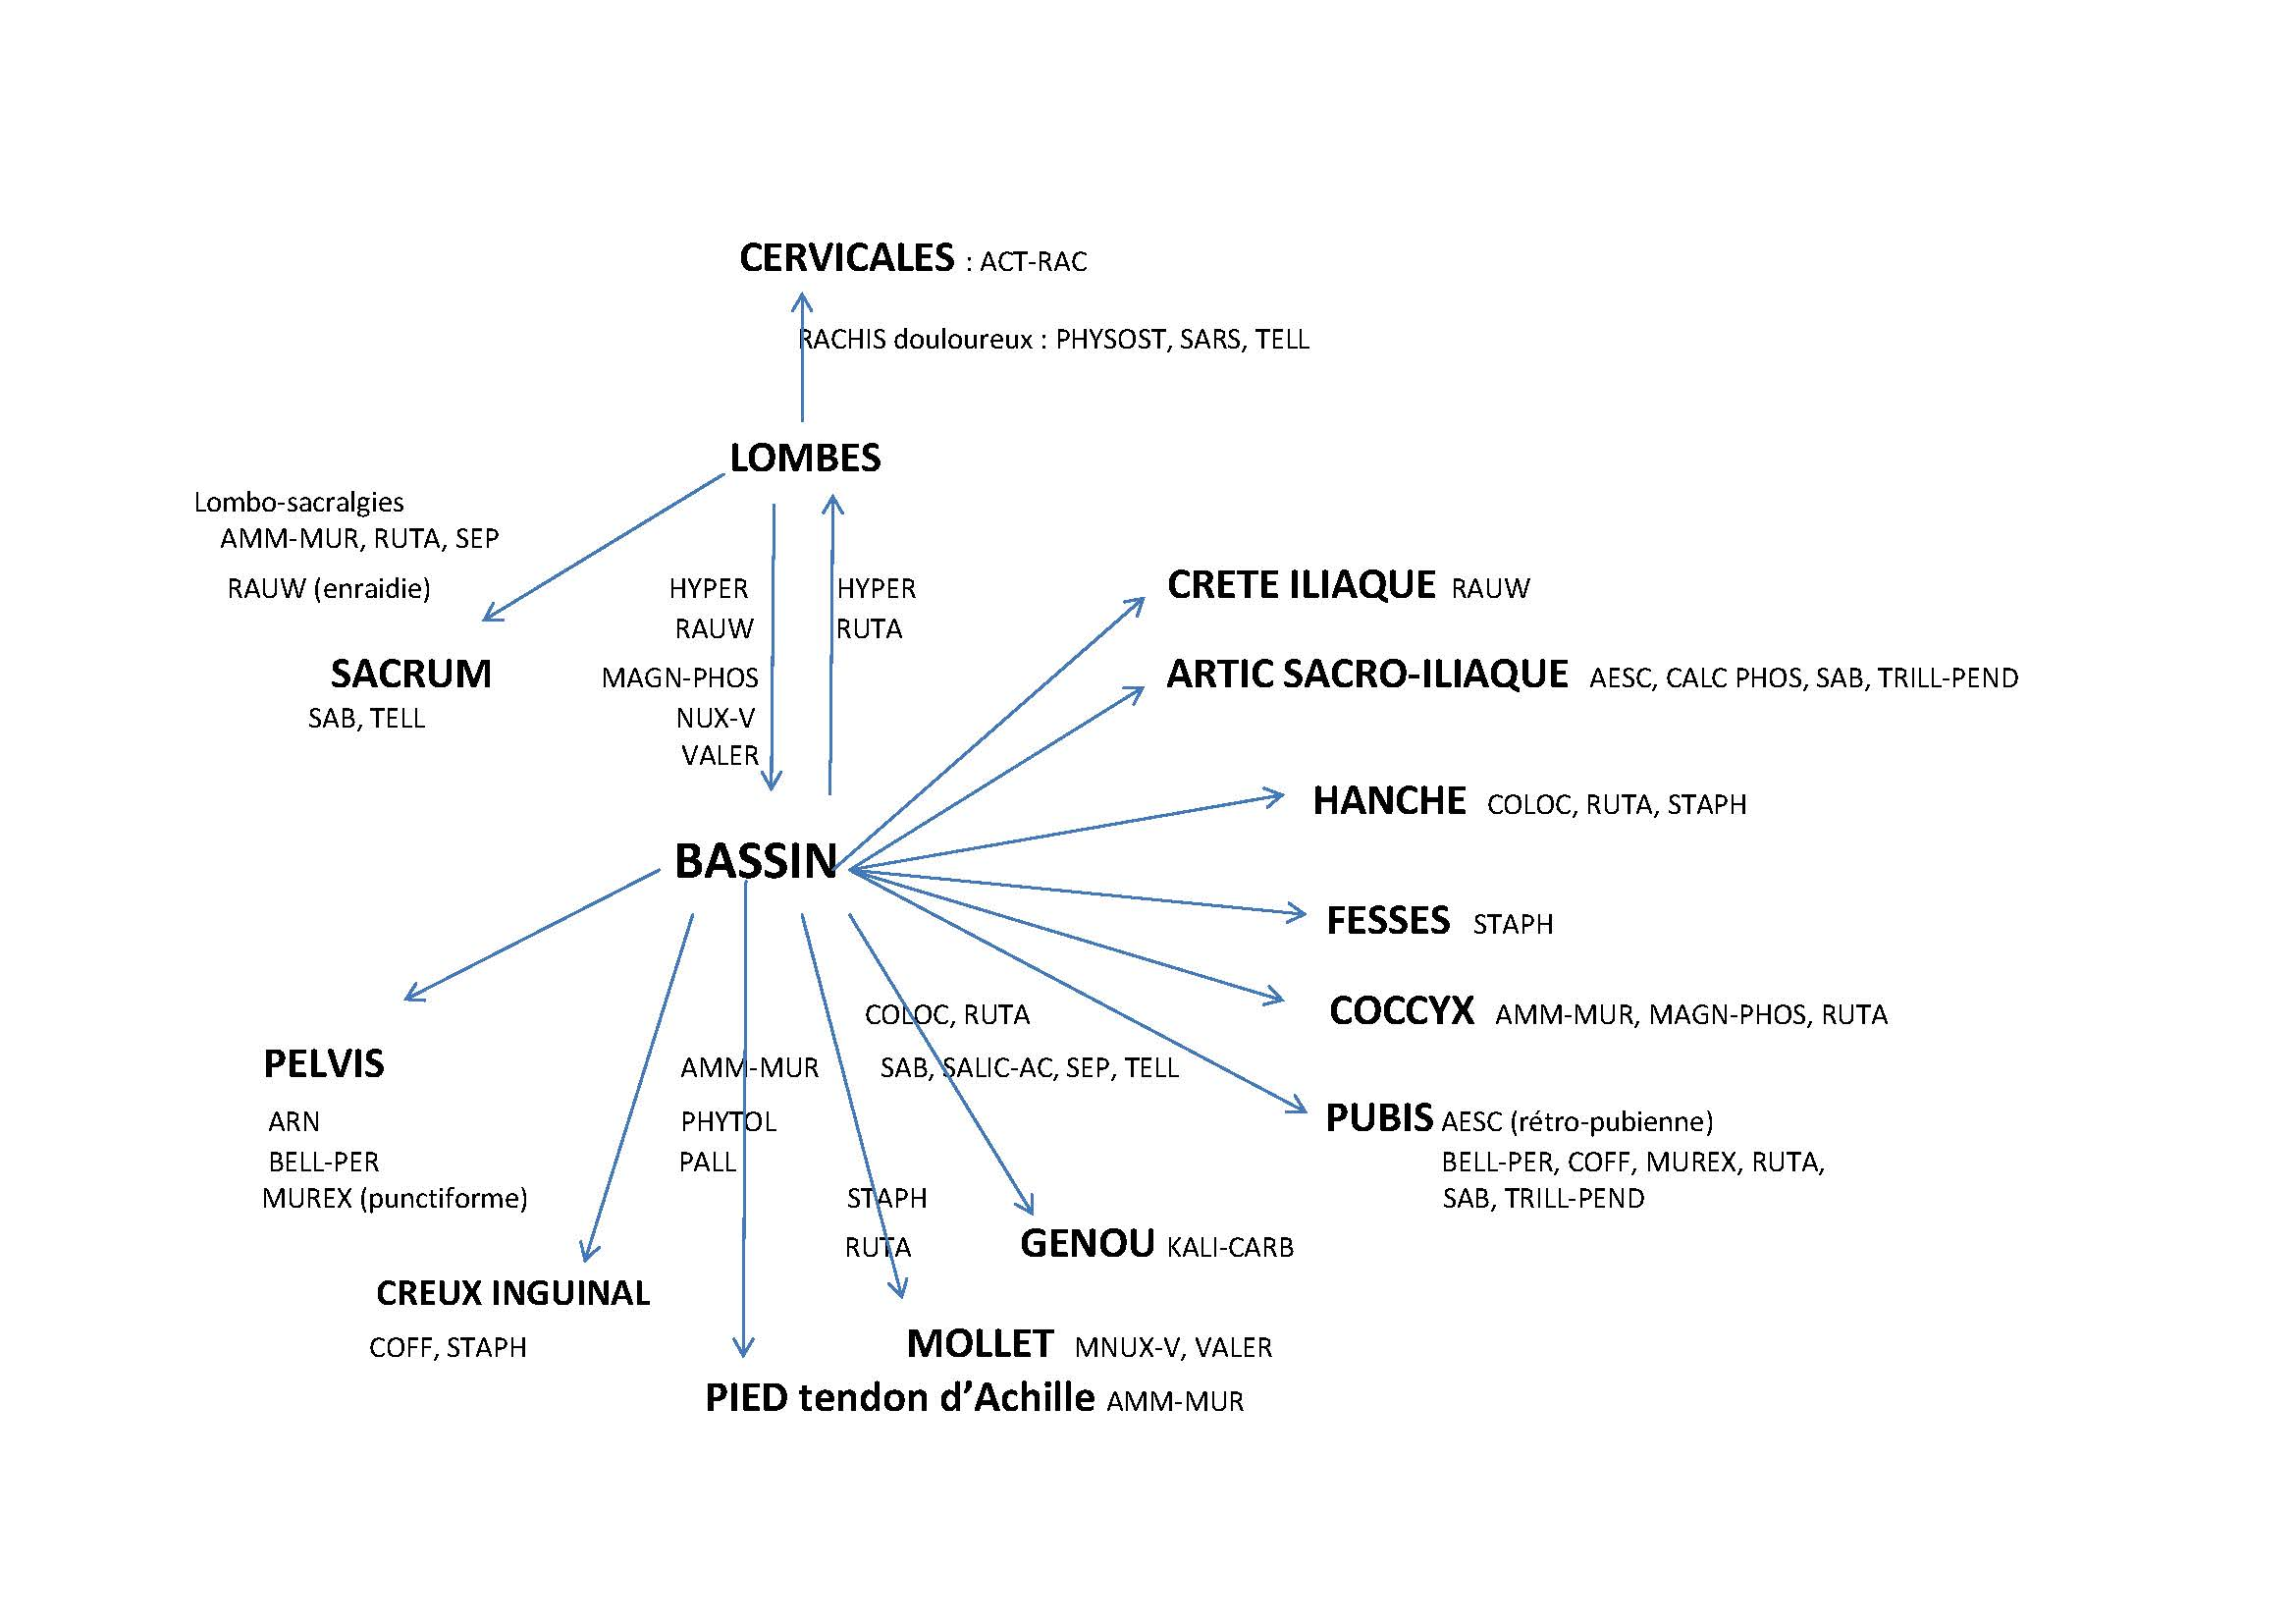 CERVICALES : ACT-RAC
RACHIS douloureux : PHYSOST, SARS, TELL
LOMBES
Lombo-sacralgies
AMM-MUR, RUTA, SEP
RAUW (enraidie)
SACRUM
SAB, TELL
HYPER
RAUW
MAGN-PHOS
NUX-V
VALER
HYPER
RUTA
CRETE ILIAQUE RAUW
ARTIC SACRO-ILIAQUE AESC, CALC PHOS, SAB, TRILL-PEND
HANCHE COLOC, RUTA, STAPH
BASSIN
FESSES STAPH
COCCYX AMM-MUR, MAGN-PHOS, RUTA
PUBIS AESC (rétro-pubienne)
BELL-PER, COFF, MUREX, RUTA,
SAB, TRILL-PEND
PELVIS
ARN
BELL-PER
MUREX (punctiforme)
CREUX INGUINAL
COFF, STAPH
AMM-MUR
PHYTOL
PALL
COLOC, RUTA
SAB, SALIC-AC, SEP, TELL
STAPH
RUTA
GENOU KALI-CARB
MOLLET MNUX-V, VALER
PIED tendon d’Achille AMM-MUR